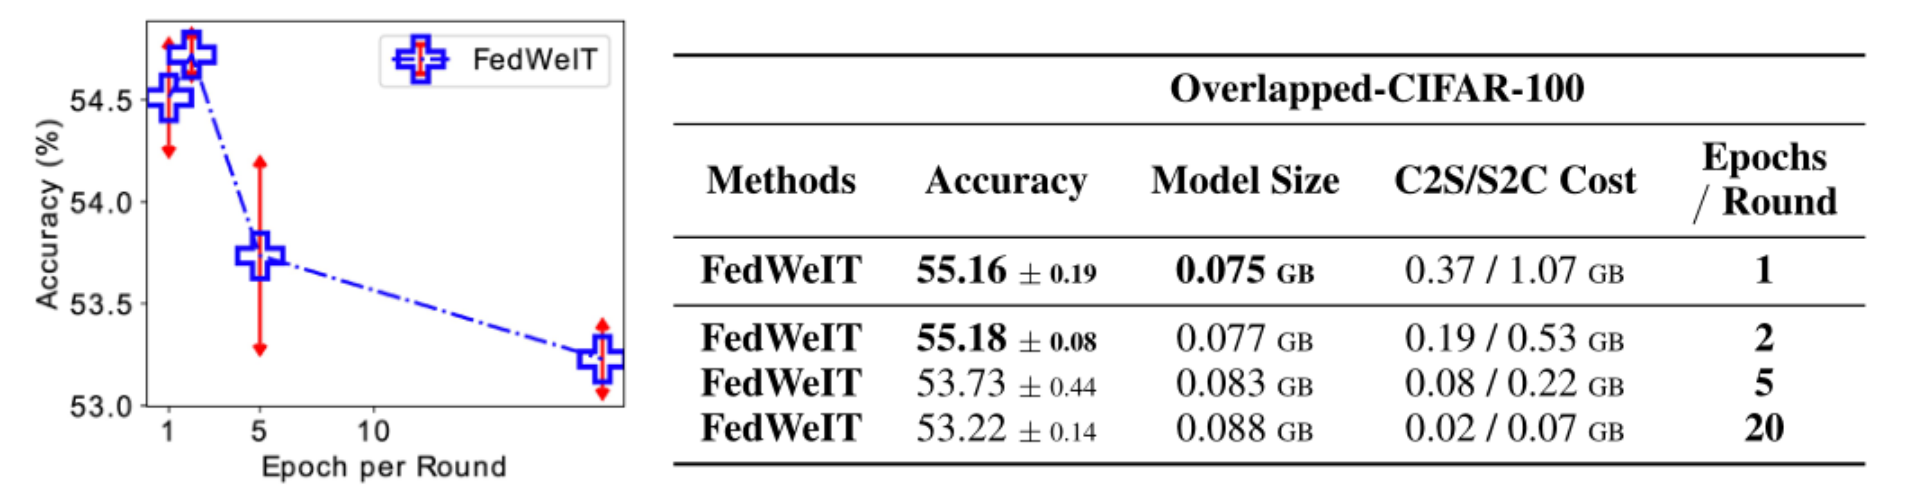 FedWeIT
54.5
54.0
53.5
53.0
Accuracy (%)
1 5 10
Epoch per Round
Overlapped-CIFAR-100
Methods Accuracy Model Size C2S/S2C Cost Epochs / Round
FedWeIT 55.16 ± 0.19 0.075 GB 0.37 / 1.07 GB 1
FedWeIT 55.18 ± 0.08 0.077 GB 0.19 / 0.53 GB 2
FedWeIT 53.73 ± 0.44 0.083 GB 0.08 / 0.22 GB 5
FedWeIT 53.22 ± 0.14 0.088 GB 0.02 / 0.07 GB 20